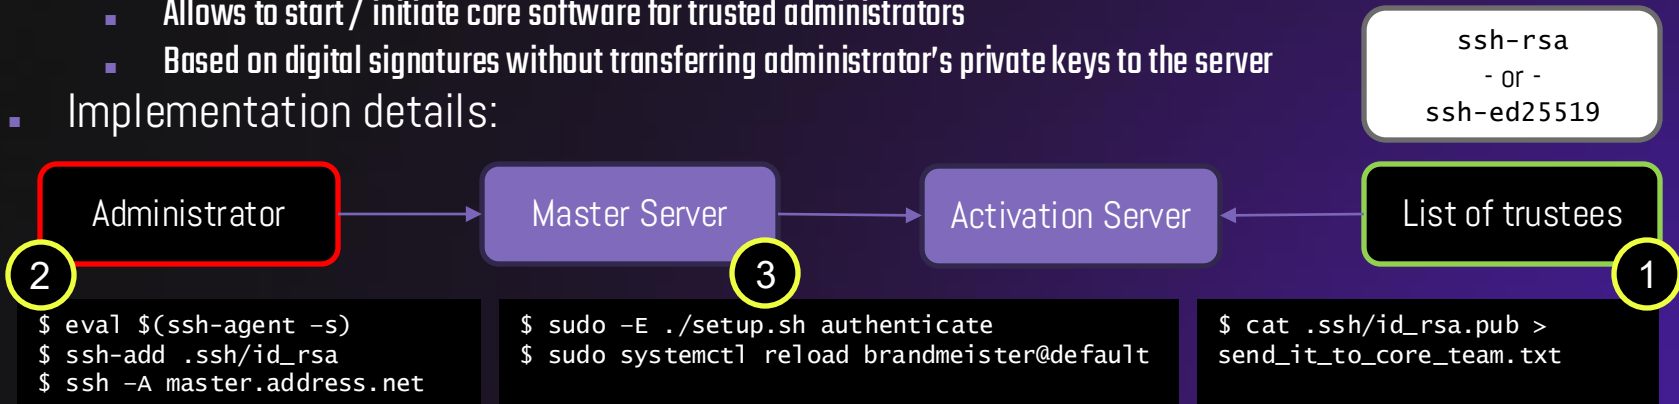 Allows to start / initiate core software for trusted administrators
Based on digital signatures without transferring administrator's private keys to the server
Implementation details:
ssh-rsa
- or -
ssh-ed25519
Administrator
Master Server
Activation Server
List of trustees
2
3
1
$ eval $(ssh-agent –s)
$ ssh-add .ssh/id_rsa
$ ssh –A master.address.net
$ sudo –E ./setup.sh authenticate
$ sudo systemctl reload brandmeister@default
$ cat .ssh/id_rsa.pub >
send_it_to_core_team.txt